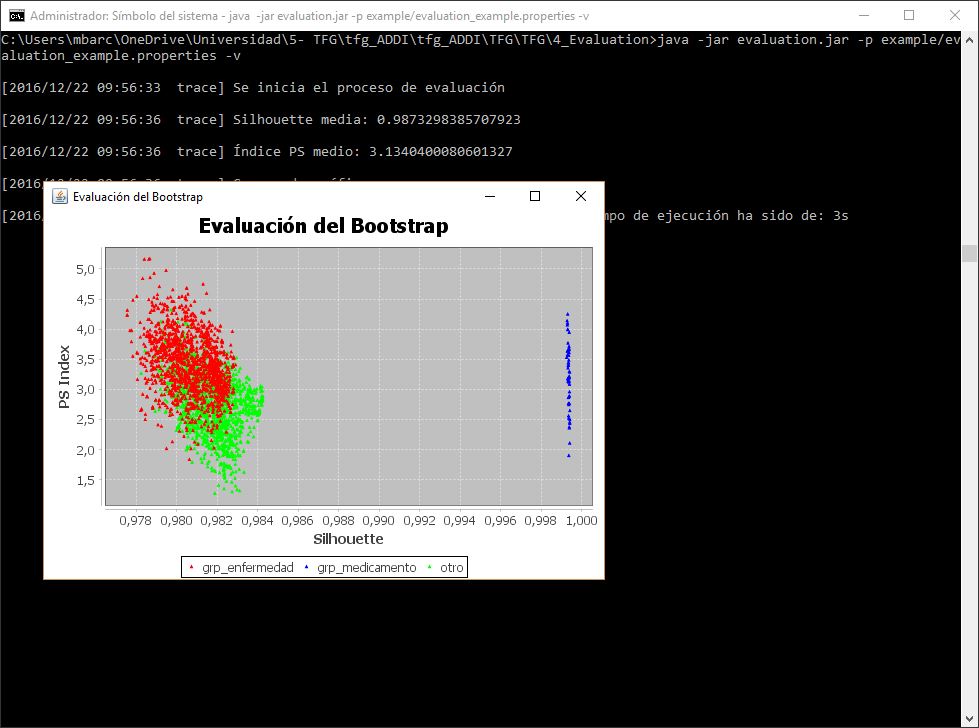 Administrador: Símbolo del sistema - java  -jar evaluation.jar -p example/evaluation_example.properties -v
C:\Users\mbarc\OneDrive\Universidad\5- TFG\tfg_ADDI\tfg_ADDI\TFG\TFG\4_Evaluation>java -jar evaluation.jar -p example/ev
aluation_example.properties -v
[2016/12/22 09:56:33  trace] Se inicia el proceso de evaluación
[2016/12/22 09:56:36  trace] Silhouette media: 0.9873298385707923
[2016/12/22 09:56:36  trace] Índice PS medio: 3.1340400080601327
[2016 de ejecución ha sido de: 3s
Evaluación del Bootstrap
Evaluación del Bootstrap
PS Index
5,0
4,5
4,0
3,5
3,0
2,5
2,0
1,5
0,978 0,980 0,982 0,984 0,986 0,988 0,990 0,992 0,994 0,996 0,998 1,000
Silhouette
grp_enfermedad grp_medicamento otro